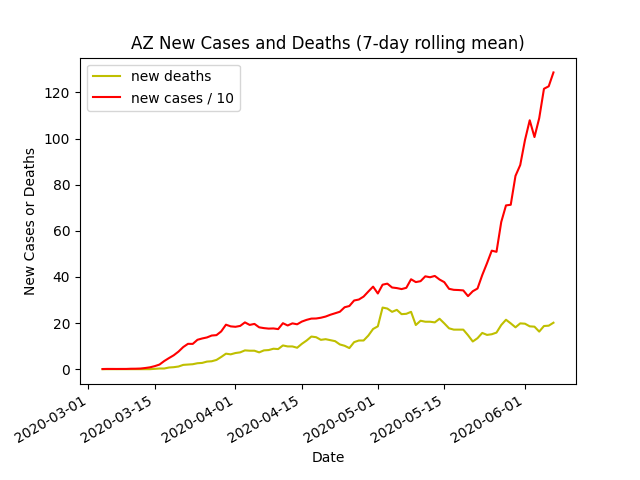 AZ New Cases and Deaths (7-day rolling mean)
new deaths
new cases / 10
New Cases or Deaths
120
100
80
60
40
20
0
2020-03-01
2020-03-15
2020-04-01
2020-04-15
2020-05-01
2020-05-15
2020-06-01
Date